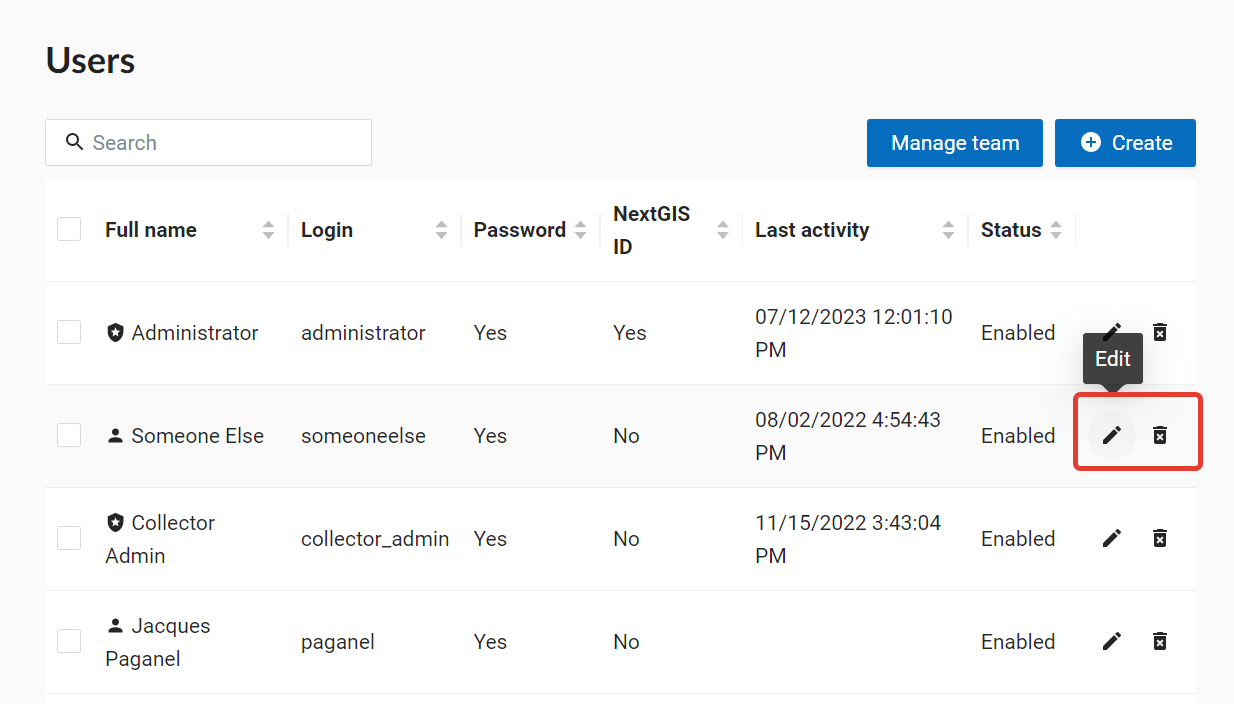 Users
Search
Manage team
Create
Full name Login Password NextGIS ID Last activity Status
Administrator administrator Yes Yes 07/12/2023 12:01:10 PM Enabled
Edit
Someone Else someoneelse Yes No 08/02/2022 4:54:43 PM Enabled
Collector Admin collector_admin Yes No 11/15/2022 3:43:04 PM Enabled
Jacques Paganel paganel Yes No Enabled